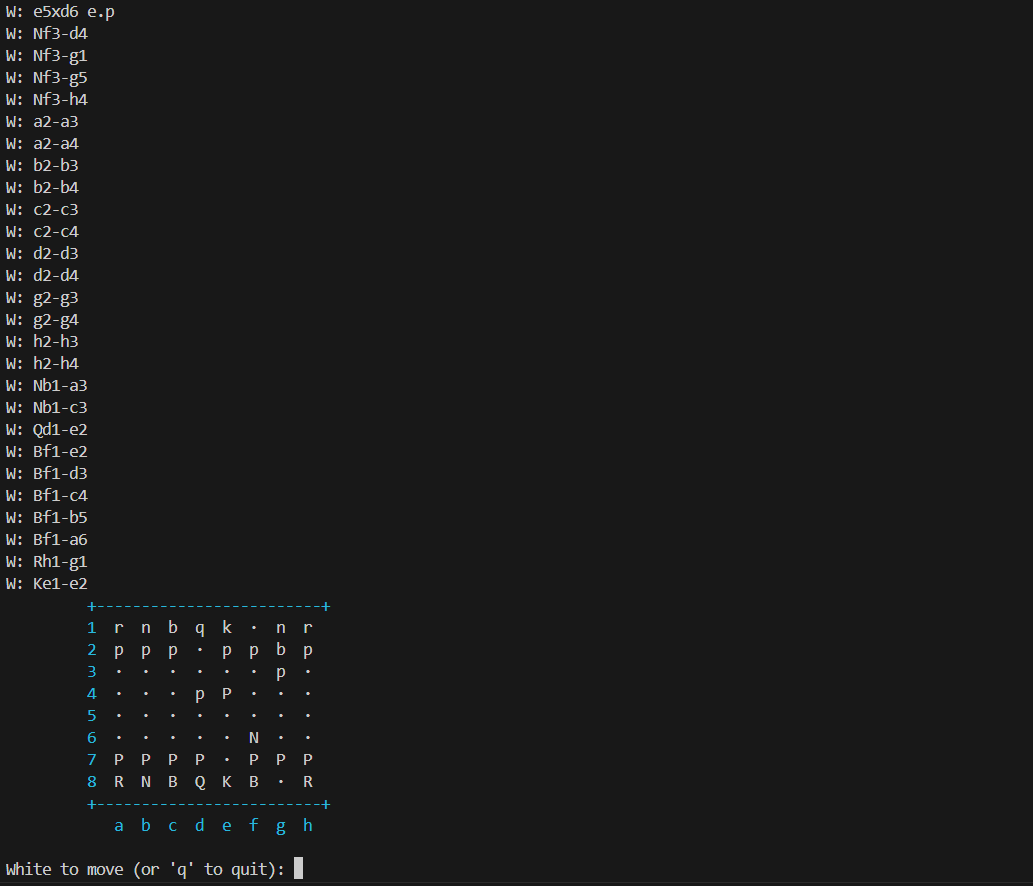 W: e5xd6 e.p
W: Nf3-d4
W: Nf3-g1
W: Nf3-g5
W: Nf3-h4
W: a2-a3
W: a2-a4
W: b2-b3
W: b2-b4
W: c2-c3
W: c2-c4
W: d2-d3
W: d2-d4
W: g2-g3
W: g2-g4
W: h2-h3
W: h2-h4
W: Nb1-a3
W: Nb1-c3
W: Qd1-e2
W: Bf1-e2
W: Bf1-d3
W: Bf1-c4
W: Bf1-b5
W: Bf1-a6
W: Rh1-g1
W: Ke1-e2
+-------------------------+
1 r n b q k · n r
2 p p p · p p b p
3 · · · · · · p ·
4 · · · p P · · ·
5 · · · · · · · ·
6 · · · · · N · ·
7 P P P P · P P P
8 R N B Q K B · R
+-------------------------+
a b c d e f g h
White to move (or 'q' to quit):